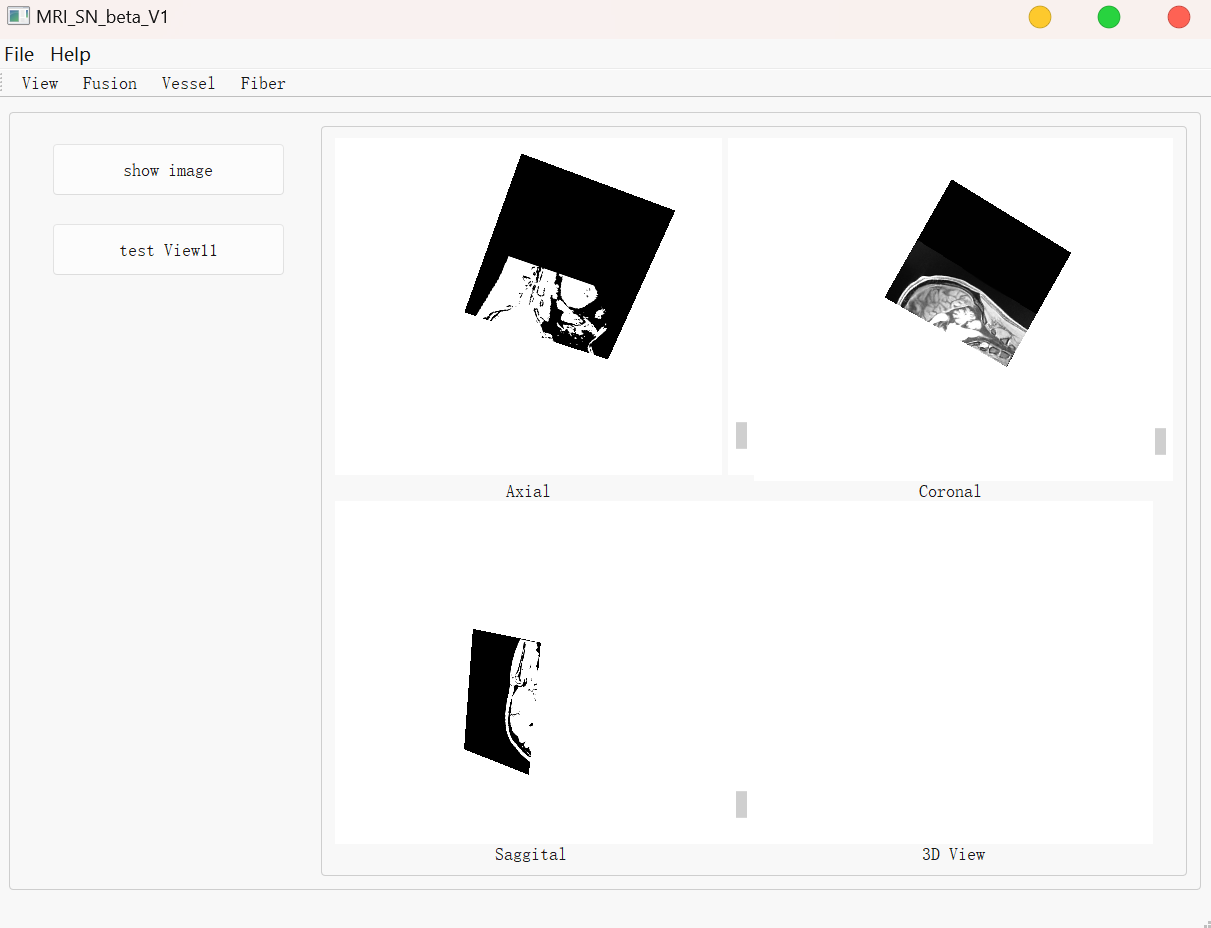 MRI_SN_beta_V1
File Help
View Fusion Vessel Fiber
show image
test View11
Axial
Coronal
Saggital
3D View